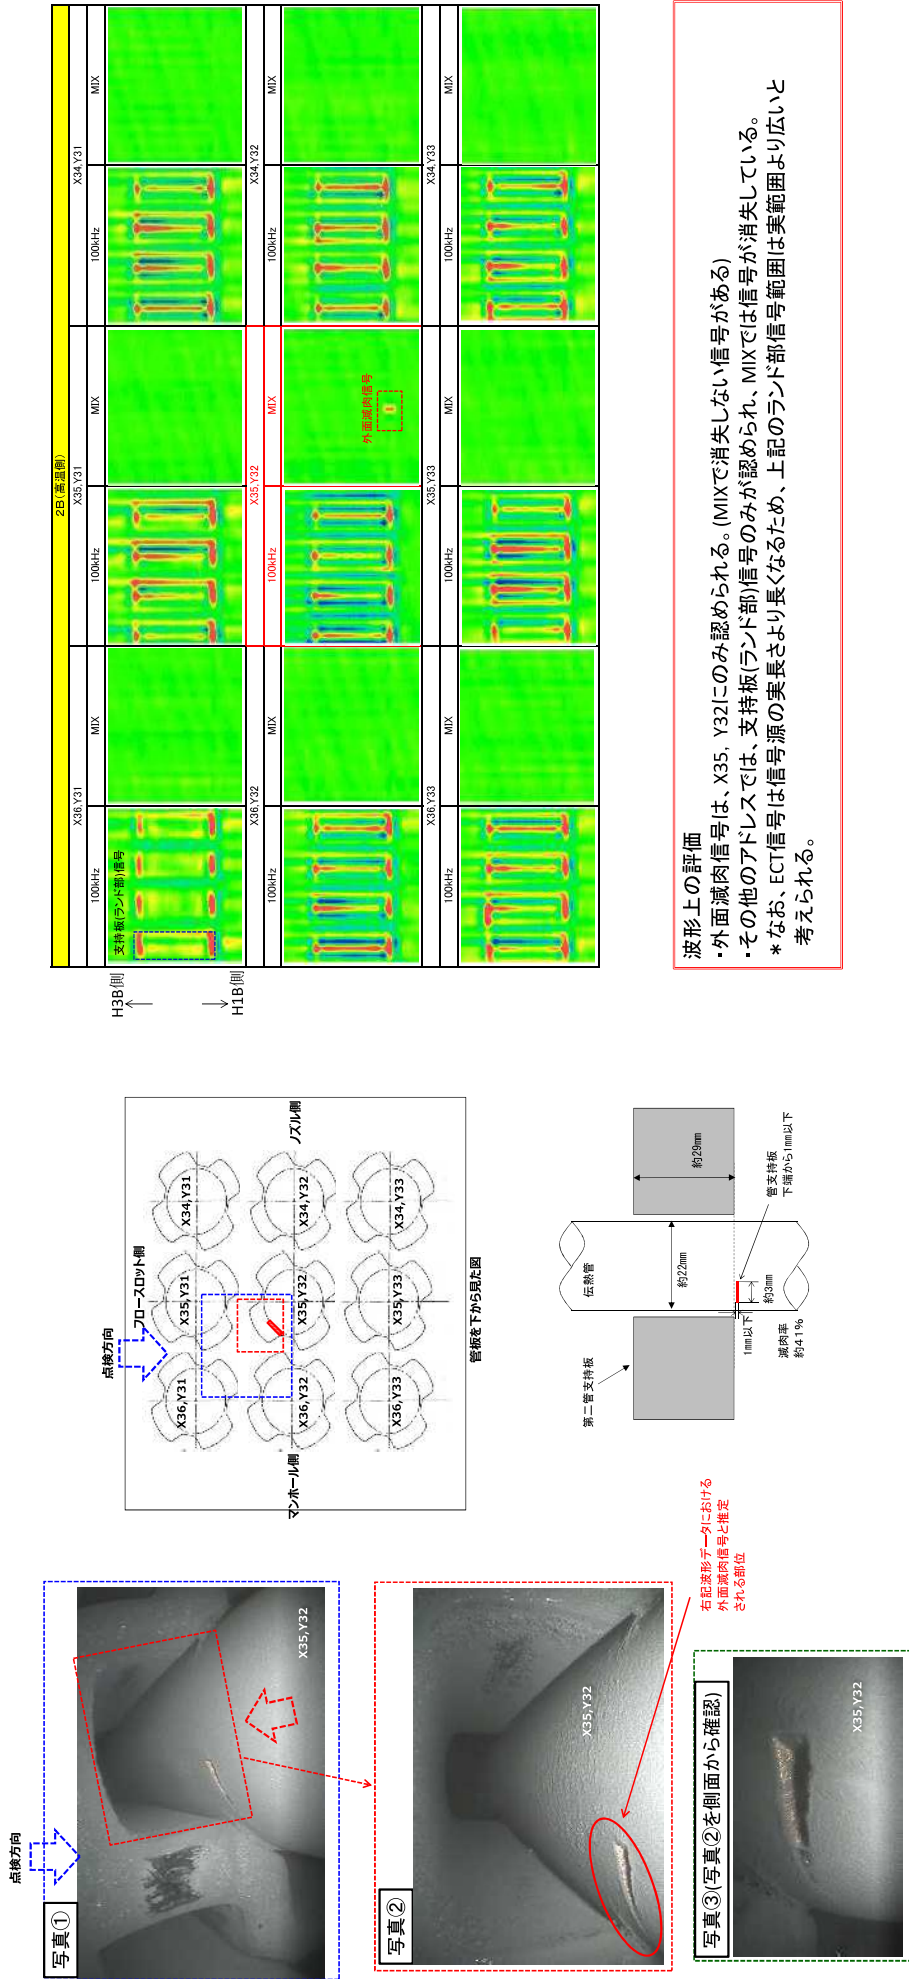 点検方向
写真①
X35,Y32
写真②
X35,Y32
右記波形データにおける
外面減肉信号と推定
される部位
写真③(写真②を側面から確認)
X35,Y32
点検方向
フロースロット側
X36,Y31
X35,Y31
X34,Y31
マンホール側
X36,Y32
X35,Y32
X34,Y32
ノズル側
X36,Y33
X35,Y33
X34,Y33
管板を下から見た図
第二管支持板
伝熱管
約22mm
約29mm
1mm以下
約3mm
減肉率
約41%
管支持板
下端から1mm以下
H3B側
H1B側
2B(高温側)
X36,Y31
X35,Y31
X34,Y31
100kHz
MIX
100kHz
MIX
100kHz
MIX
支持板(ランド部)信号
X36,Y32
X35,Y32
X34,Y32
100kHz
MIX
100kHz
MIX
100kHz
MIX
外面減肉信号
X36,Y33
X35,Y33
X34,Y33
100kHz
MIX
100kHz
MIX
100kHz
MIX
波形上の評価
・外面減肉信号は、X35, Y32にのみ認められる。(MIXで消失しない信号がある)
・その他のアドレスでは、支持板(ランド部)信号のみが認められ、MIXでは信号が消失している。
＊なお、ECT信号は信号源の実長さより長くなるため、上記のランド部信号範囲は実範囲より広いと
考えられる。